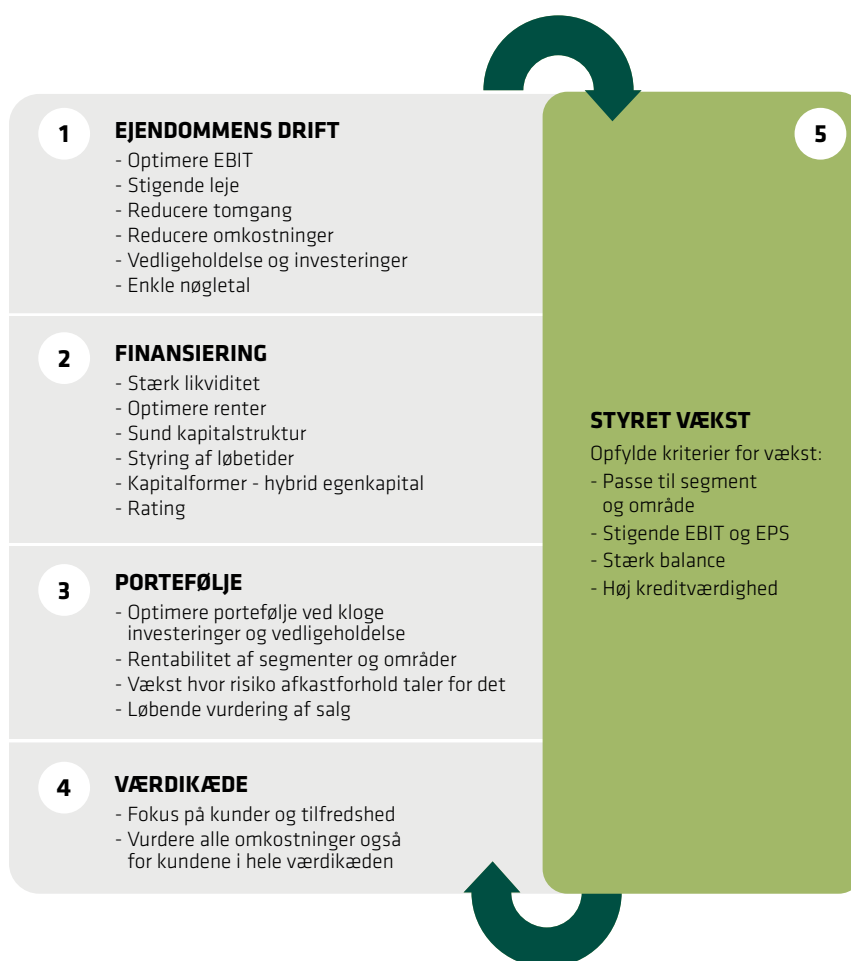 1
EJENDOMMENS DRIFT
- Optimere EBIT
- Stigende leje
- Reducere tomgang
- Reducere omkostninger
- Vedligeholdelse og investeringer
- Enkle nøgletal
2
FINANSIERING
- Stærk likviditet
- Optimere renter
- Sund kapitalstruktur
- Styring af løbetider
- Kapitalformer - hybrid egenkapital
- Rating
3
PORTEFØLJE
- Optimere portefølje ved kloge
investeringer og vedligeholdelse
- Rentabilitet af segmenter og områder
- Vækst hvor risiko afkastforhold taler for det
- Løbende vurdering af salg
4
VÆRDIKÆDE
- Fokus på kunder og tilfredshed
- Vurdere alle omkostninger også
for kundene i hele værdikæden
5
STYRET VÆKST
Opfylde kriterier for vækst:
- Passe til segment
og område
- Stigende EBIT og EPS
- Stærk balance
- Høj kreditværdighed